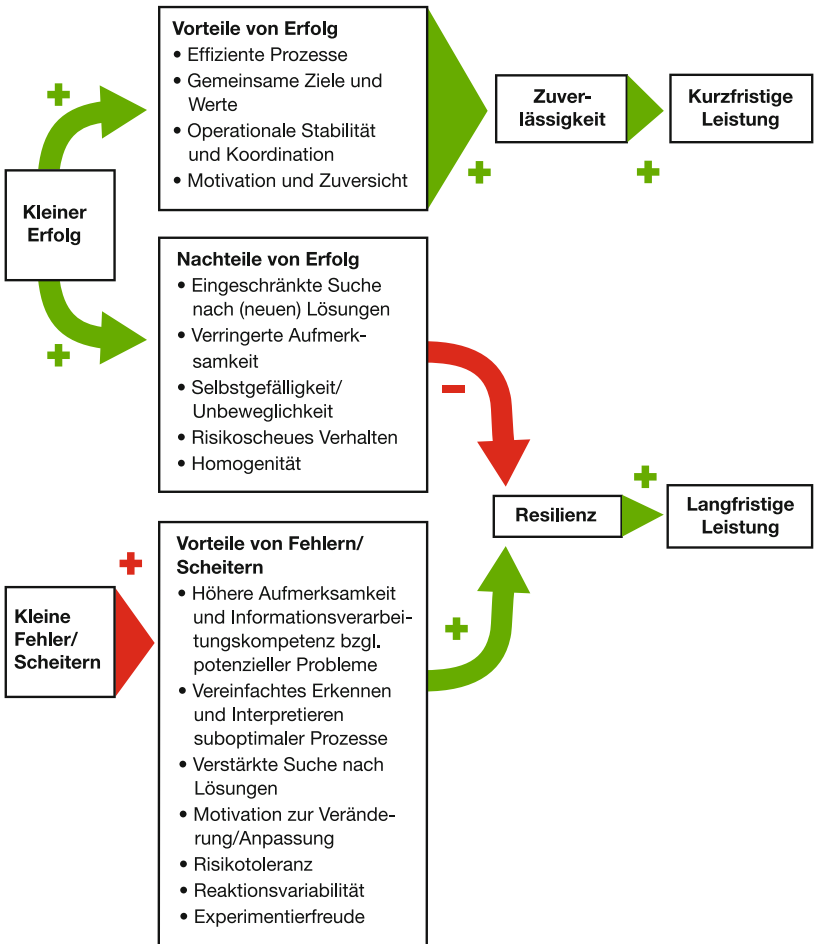 Vorteile von Erfolg
• Effiziente Prozesse
• Gemeinsame Ziele und
Werte
• Operationale Stabilität
und Koordination
• Motivation und Zuversicht
Zuver-
lässigkeit
Kurzfristige
Leistung
+
+
+
Kleiner
Erfolg
+
Nachteile von Erfolg
• Eingeschränkte Suche
nach (neuen) Lösungen
• Verringerte Aufmerk-
samkeit
• Selbstgefälligkeit/
Unbeweglichkeit
• Risikoscheues Verhalten
• Homogenität
–
Resilienz
+
Langfristige
Leistung
Kleine
Fehler/
Scheitern
+
Vorteile von Fehlern/
Scheitern
• Höhere Aufmerksamkeit
und Informationsverarbei-
tungskompetenz bzgl.
potenzieller Probleme
• Vereinfachtes Erkennen
und Interpretieren
suboptimaler Prozesse
• Verstärkte Suche nach
Lösungen
• Motivation zur Verände-
rung/Anpassung
• Risikotoleranz
• Reaktionsvariabilität
• Experimentierfreude
+